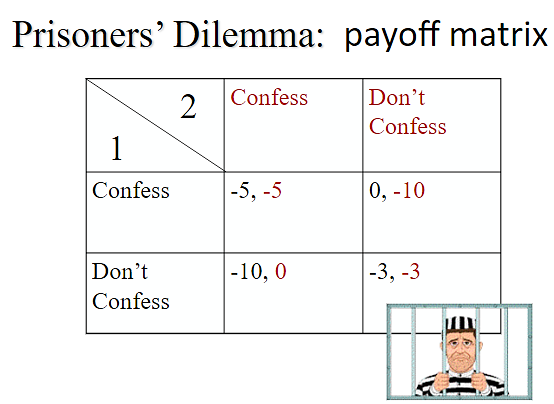 Prisoners' Dilemma: payoff matrix
2
1
Confess
Don't
Confess
Confess
-5, -5
0, -10
Don't
Confess
-10, 0
-3, -3